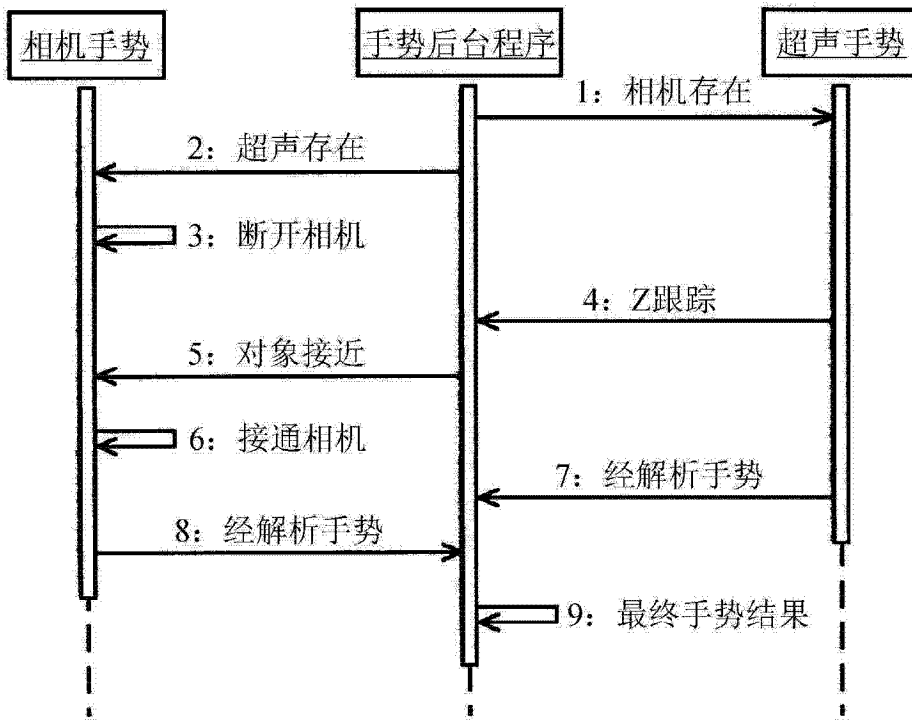 相机手势
手势后台程序
超声手势
1：相机存在
2：超声存在
3：断开相机
4：Z跟踪
5：对象接近
6：接通相机
7：经解析手势
8：经解析手势
9：最终手势结果